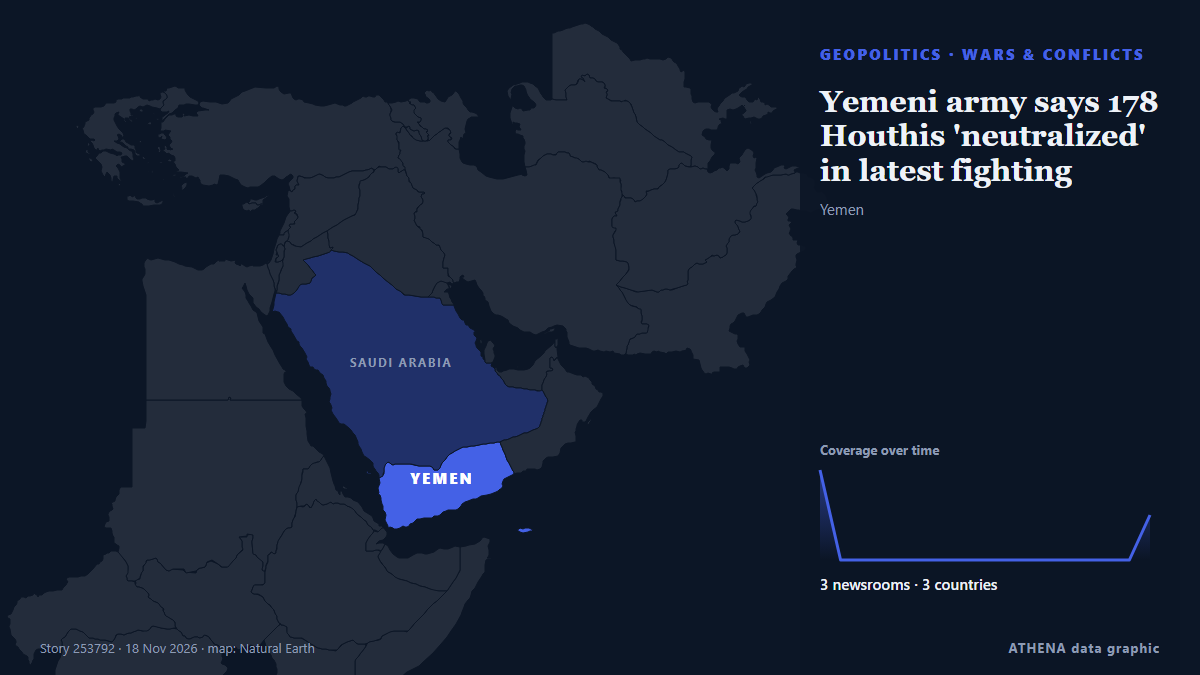 GEOPOLITICS · WARS & CONFLICTS
Yemeni army says 178
Houthis 'neutralized'
in latest fighting
Yemen
SAUDI ARABIA
YEMEN
Coverage over time
3 newsrooms · 3 countries
Story 253792 · 18 Nov 2026 · map: Natural Earth
ATHENA data graphic